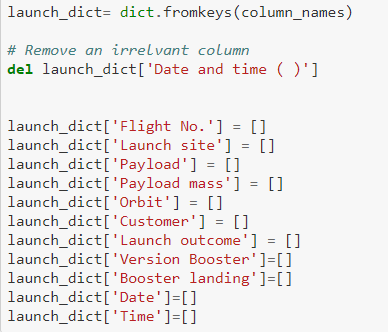 launch_dict= dict.fromkeys(column_names)
# Remove an irrelvant column
del launch_dict['Date and time ( )']
launch_dict['Flight No.'] = []
launch_dict['Launch site'] = []
launch_dict['Payload'] = []
launch_dict['Payload mass'] = []
launch_dict['Orbit'] = []
launch_dict['Customer'] = []
launch_dict['Launch outcome'] = []
launch_dict['Version Booster']=[]
launch_dict['Booster landing']=[]
launch_dict['Date']=[]
launch_dict['Time']=[]